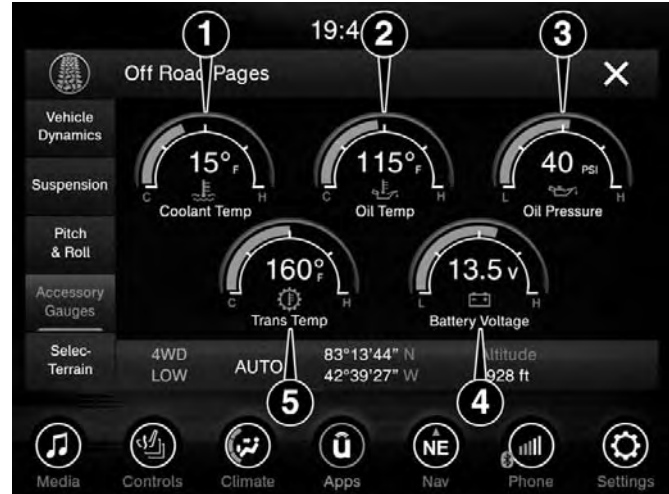 1
19:4
2
3
Off Road Pages
Vehicle
Dynamics
Suspension
Pitch
& Roll
Accessory
Gauges
Selec-
Terrain
15°F
C H
Coolant Temp
115°F
C H
Oil Temp
40 PSI
L H
Oil Pressure
160°F
C H
Trans Temp
13.5 v
L H
Battery Voltage
4WD
LOW
AUTO
83°13'44" N
42°39'27" W
Altitude
928 ft
5
4
û
NE
Media Controls Climate Apps Nav Phone Settings